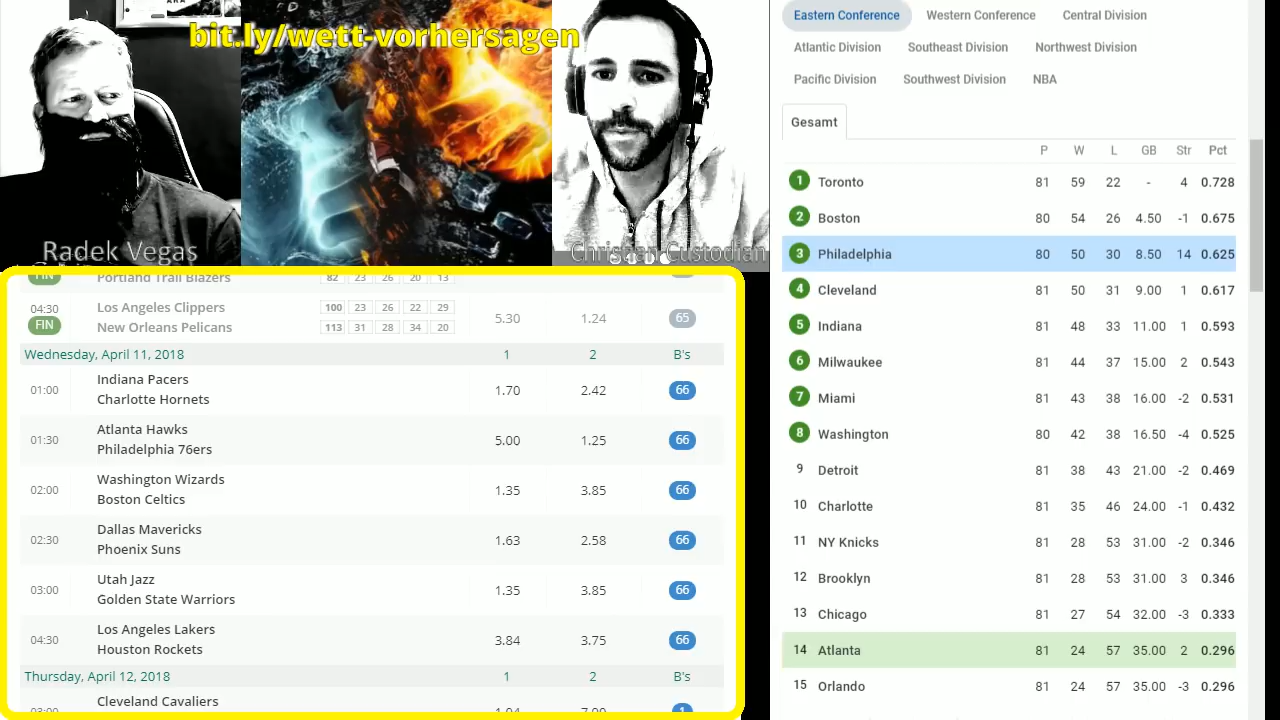 bit.ly/wett-vorhersagen
Radek Vegas
Christian Custodian
FIN Portland Trail Blazers 82 23 26 20 13
04:30 Los Angeles Clippers 100 23 26 22 29
FIN New Orleans Pelicans 113 31 28 34 20 5.30 1.24 65
Wednesday, April 11, 2018 1 2 B's
01:00 Indiana Pacers
Charlotte Hornets 1.70 2.42 66
01:30 Atlanta Hawks
Philadelphia 76ers 5.00 1.25 66
02:00 Washington Wizards
Boston Celtics 1.35 3.85 66
02:30 Dallas Mavericks
Phoenix Suns 1.63 2.58 66
03:00 Utah Jazz
Golden State Warriors 1.35 3.85 66
04:30 Los Angeles Lakers
Houston Rockets 3.84 3.75 66
Thursday, April 12, 2018 1 2 B's
03:00 Cleveland Cavaliers 1.04 7.00 1
Eastern Conference Western Conference Central Division
Atlantic Division Southeast Division Northwest Division
Pacific Division Southwest Division NBA
Gesamt
P W L GB Str Pct
1 Toronto 81 59 22 - 4 0.728
2 Boston 80 54 26 4.50 -1 0.675
3 Philadelphia 80 50 30 8.50 14 0.625
4 Cleveland 81 50 31 9.00 1 0.617
5 Indiana 81 48 33 11.00 1 0.593
6 Milwaukee 81 44 37 15.00 2 0.543
7 Miami 81 43 38 16.00 -2 0.531
8 Washington 80 42 38 16.50 -4 0.525
9 Detroit 81 38 43 21.00 -2 0.469
10 Charlotte 81 35 46 24.00 -1 0.432
11 NY Knicks 81 28 53 31.00 -2 0.346
12 Brooklyn 81 28 53 31.00 3 0.346
13 Chicago 81 27 54 32.00 -3 0.333
14 Atlanta 81 24 57 35.00 2 0.296
15 Orlando 81 24 57 35.00 -3 0.296